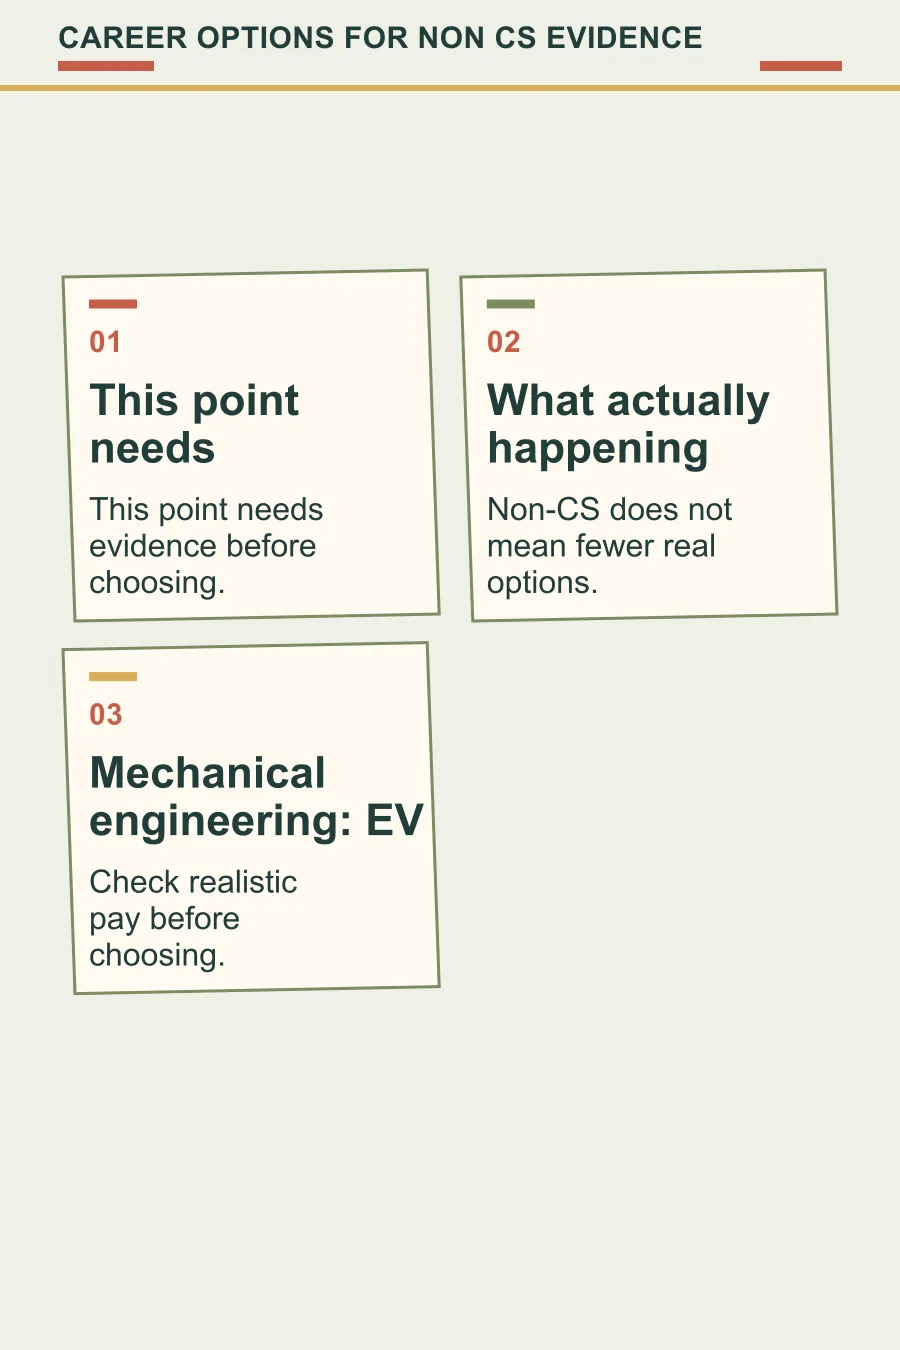 CAREER OPTIONS FOR NON CS EVIDENCE
01
This point
needs
This point needs
evidence before
choosing.
02
What actually
happening
Non-CS does not
mean fewer real
options.
03
Mechanical
engineering: EV
Check realistic
pay before
choosing.